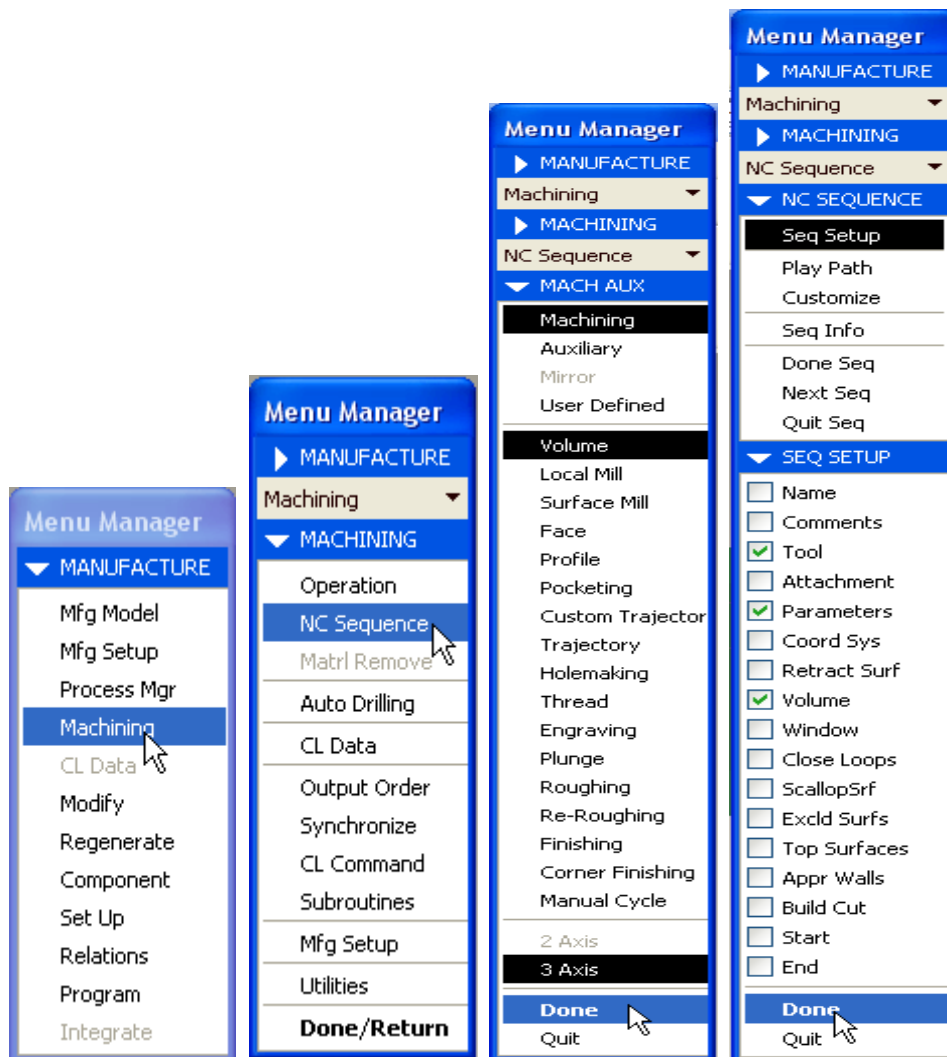 Menu Manager
MANUFACTURE
Mfg Model
Mfg Setup
Process Mgr
Machining
CL Data
Modify
Regenerate
Component
Set Up
Relations
Program
Integrate
Menu Manager
MANUFACTURE
Machining
MACHINING
Operation
NC Sequence
Matrl Remove
Auto Drilling
CL Data
Output Order
Synchronize
CL Command
Subroutines
Mfg Setup
Utilities
Done/Return
Menu Manager
MANUFACTURE
Machining
MACHINING
NC Sequence
MACH AUX
Machining
Auxiliary
Mirror
User Defined
Volume
Local Mill
Surface Mill
Face
Profile
Pocketing
Custom Trajector
Trajectory
Holemaking
Thread
Engraving
Plunge
Roughing
Re-Roughing
Finishing
Corner Finishing
Manual Cycle
2 Axis
3 Axis
Done
Quit
Menu Manager
MANUFACTURE
Machining
MACHINING
NC Sequence
NC SEQUENCE
Seq Setup
Play Path
Customize
Seq Info
Done Seq
Next Seq
Quit Seq
SEQ SETUP
Name
Comments
Tool
Attachment
Parameters
Coord Sys
Retract Surf
Volume
Window
Close Loops
ScallopSrf
Excld Surfs
Top Surfaces
Appr Walls
Build Cut
Start
End
Done
Quit